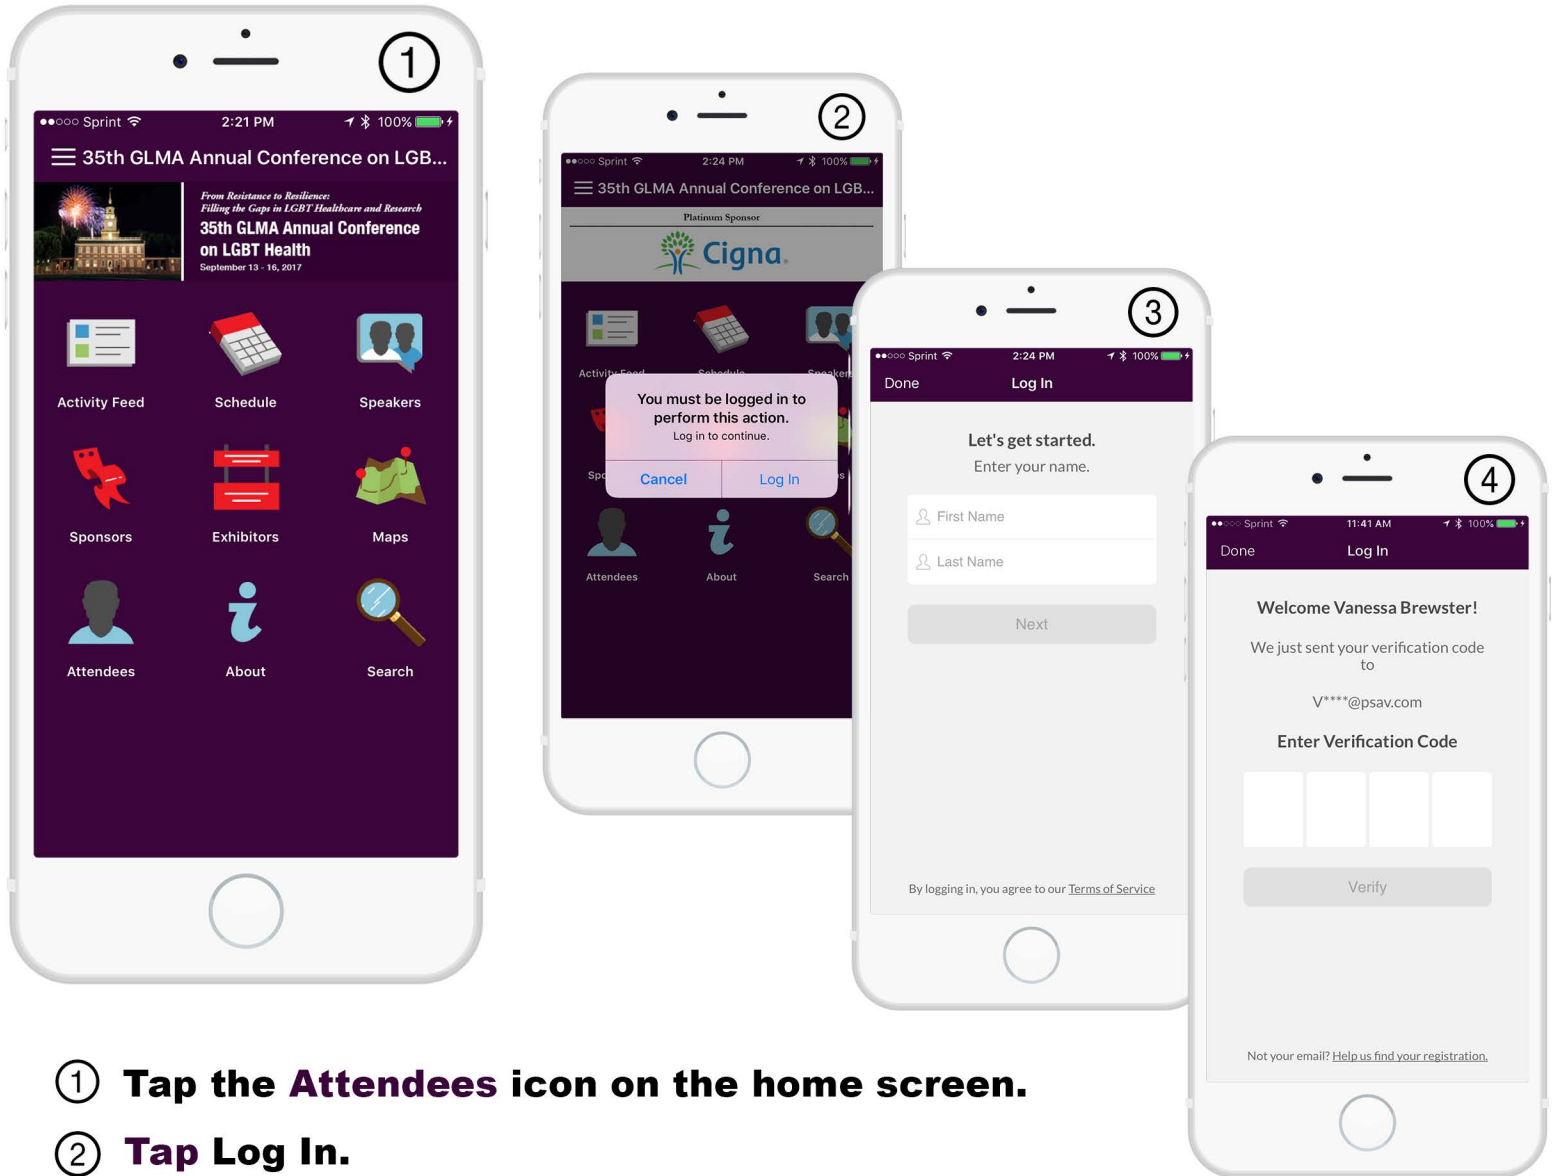 1
Sprint 2:21 PM 100%
35th GLMA Annual Conference on LGB...
From Resistance to Resilience:
Filling the Gaps in LGBT Healthcare and Research
35th GLMA Annual Conference
on LGBT Health
September 13 - 16, 2017
Activity Feed Schedule Speakers
Sponsors Exhibitors Maps
Attendees About Search
2
Sprint 2:24 PM 100%
35th GLMA Annual Conference on LGB...
Platinum Sponsor
Cigna.
Activity Feed Schedule Speakers
You must be logged in to
perform this action.
Log in to continue.
Cancel Log In
Spo s
Attendees About Search
3
Sprint 2:24 PM 100%
Done Log In
Let's get started.
Enter your name.
First Name
Last Name
Next
By logging in, you agree to our Terms of Service
4
Sprint 11:41 AM 100%
Done Log In
Welcome Vanessa Brewster!
We just sent your verification code
to
V****@psav.com
Enter Verification Code
Verify
Not your email? Help us find your registration.
1 Tap the Attendees icon on the home screen.
2 Tap Log In.